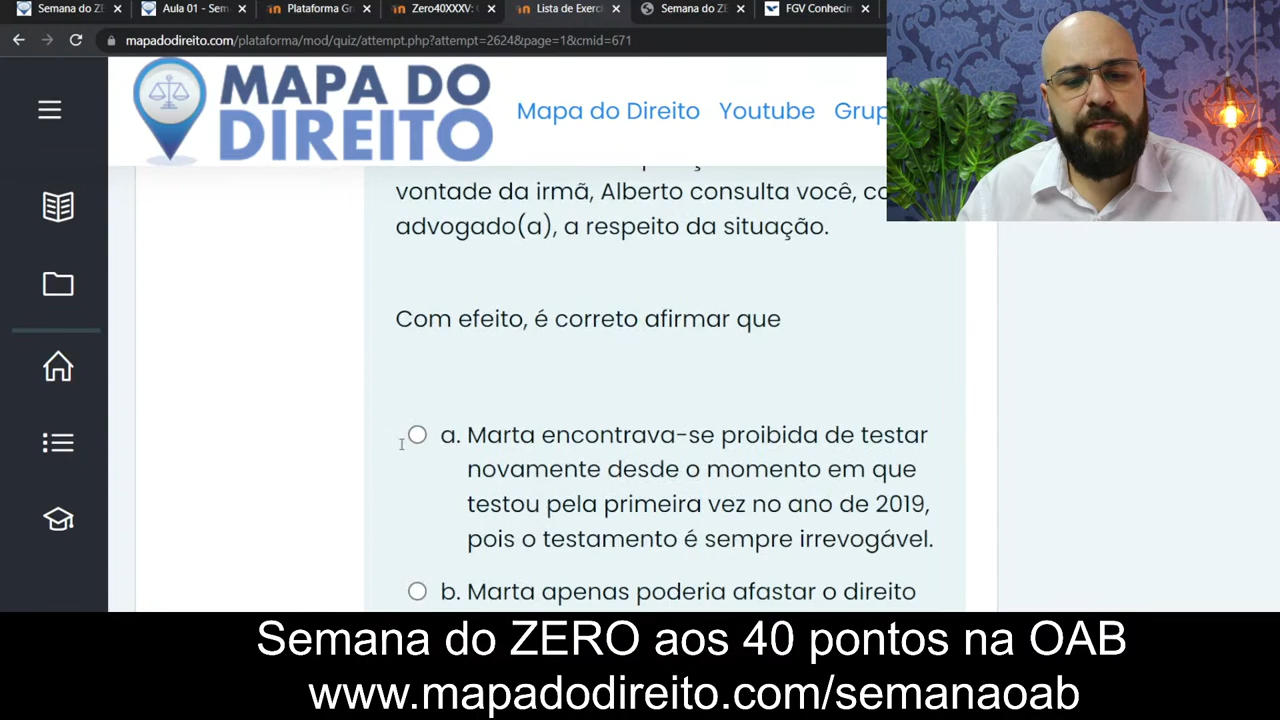 Semana do ZE
Aula 01 - Sem
Plataforma Gr
Zero40XXXV: C
Lista de Exerci
Semana do ZE
FGV Conhecim
mapadodireito.com/plataforma/mod/quiz/attempt.php?attempt=2624&page=1&cmid=671
MAPA DO
DIREITO
Mapa do Direito Youtube Grup
vontade da irmã, Alberto consulta você, co
advogado(a), a respeito da situação.
Com efeito, é correto afirmar que
a. Marta encontrava-se proibida de testar
novamente desde o momento em que
testou pela primeira vez no ano de 2019,
pois o testamento é sempre irrevogável.
b. Marta apenas poderia afastar o direito
Semana do ZERO aos 40 pontos na OAB
www.mapadodireito.com/semanaoab